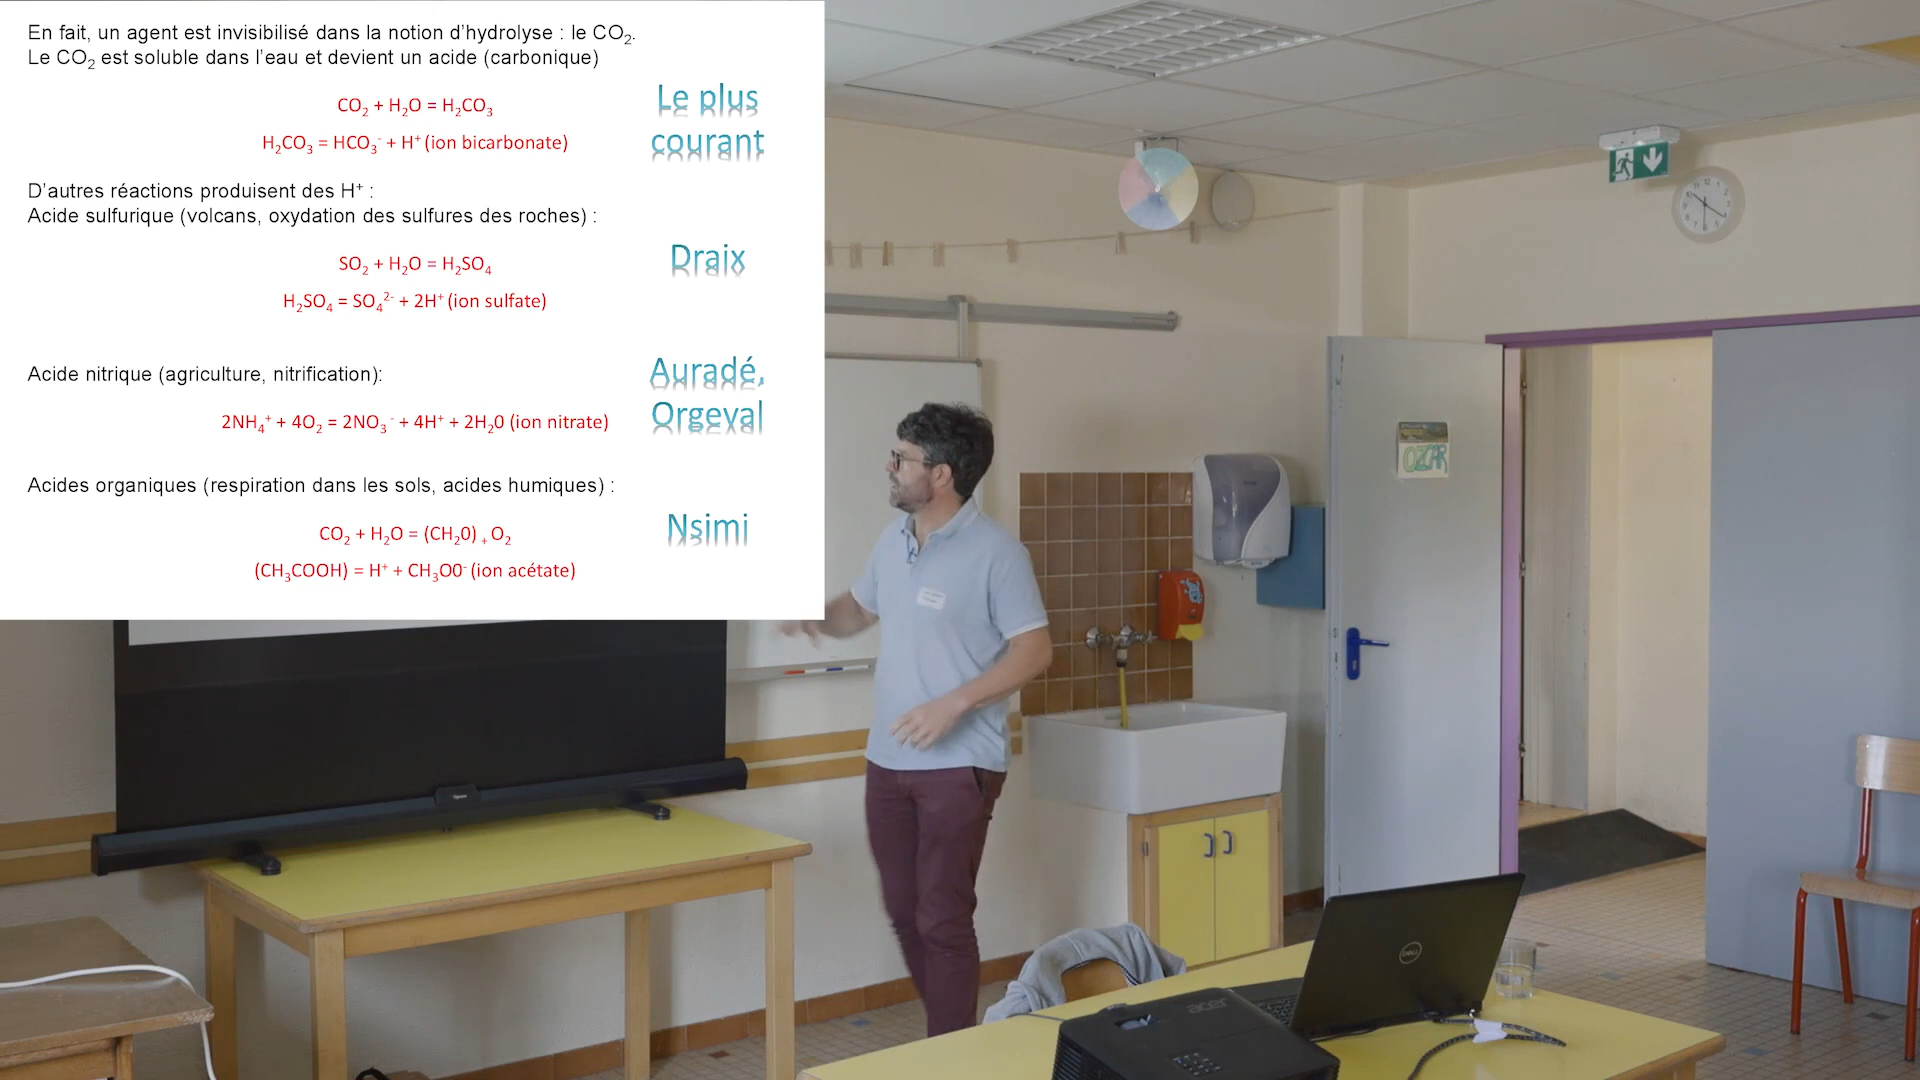 En fait, un agent est invisibilisé dans la notion d'hydrolyse : le CO₂.
Le CO₂ est soluble dans l'eau et devient un acide (carbonique)
CO₂ + H₂O = H₂CO₃
H₂CO₃ = HCO₃⁻ + H⁺ (ion bicarbonate)
Le plus
courant
D'autres réactions produisent des H⁺ :
Acide sulfurique (volcans, oxydation des sulfures des roches) :
SO₂ + H₂O = H₂SO₄
H₂SO₄ = SO₄²⁻ + 2H⁺ (ion sulfate)
Draix
Acide nitrique (agriculture, nitrification):
2NH₄⁺ + 4O₂ = 2NO₃⁻ + 4H⁺ + 2H₂0 (ion nitrate)
Auradé,
Orgeval
Acides organiques (respiration dans les sols, acides humiques) :
CO₂ + H₂O = (CH₂0) + O₂
(CH₃COOH) = H⁺ + CH₃O0⁻ (ion acétate)
Nsimi
OZCAR
DELL
acer